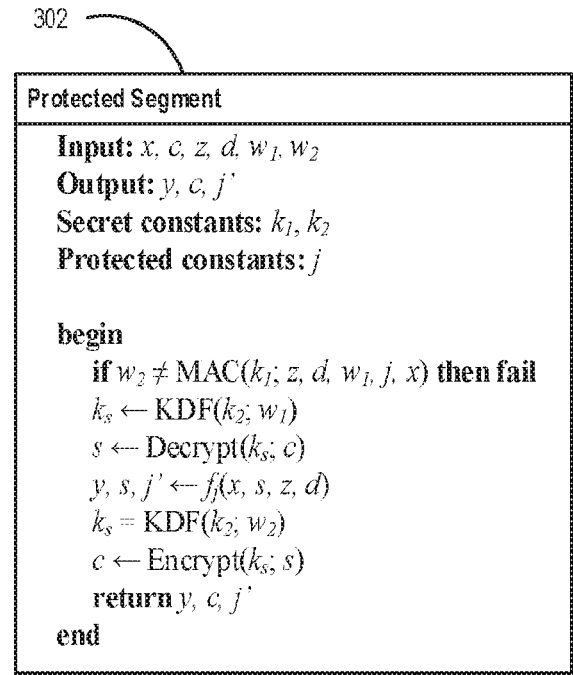 302
Protected Segment
Input: x, c, z, d, w₁, w₂
Output: y, c, j’
Secret constants: k₁, k₂
Protected constants: j
begin
if w₂ ≠ MAC(k₁; z, d, w₁, j, x) then fail
kₛ ← KDF(k₂; w₁)
s ← Decrypt(kₛ; c)
y, s, j’ ← fⱼ(x, s, z, d)
kₛ = KDF(k₂; w₂)
c ← Encrypt(kₛ; s)
return y, c, j’
end